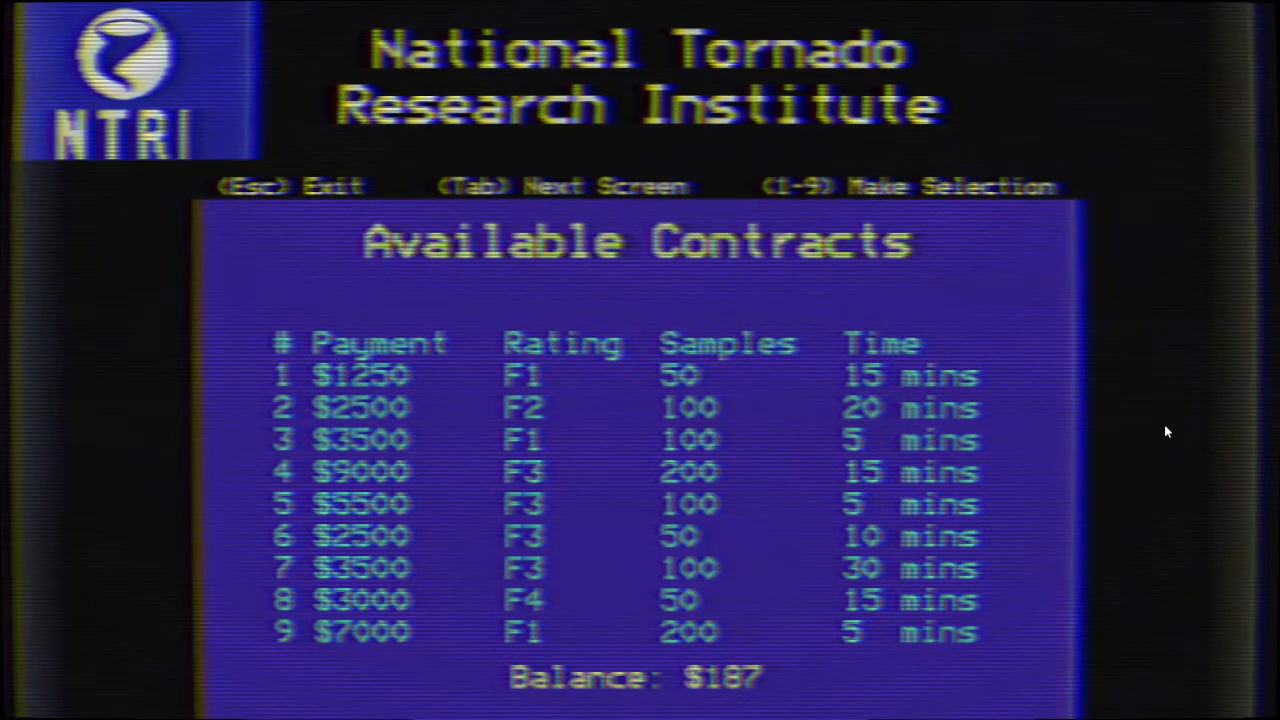 NTRI
National Tornado
Research Institute
(Esc) Exit (Tab) Next Screen (1-9) Make Selection
Available Contracts
# Payment Rating Samples Time
1 $1250 F1 50 15 mins
2 $2500 F2 100 20 mins
3 $3500 F1 100 5 mins
4 $9000 F3 200 15 mins
5 $5500 F3 100 5 mins
6 $2500 F3 50 10 mins
7 $3500 F3 100 30 mins
8 $3000 F4 50 15 mins
9 $7000 F1 200 5 mins
Balance: $187